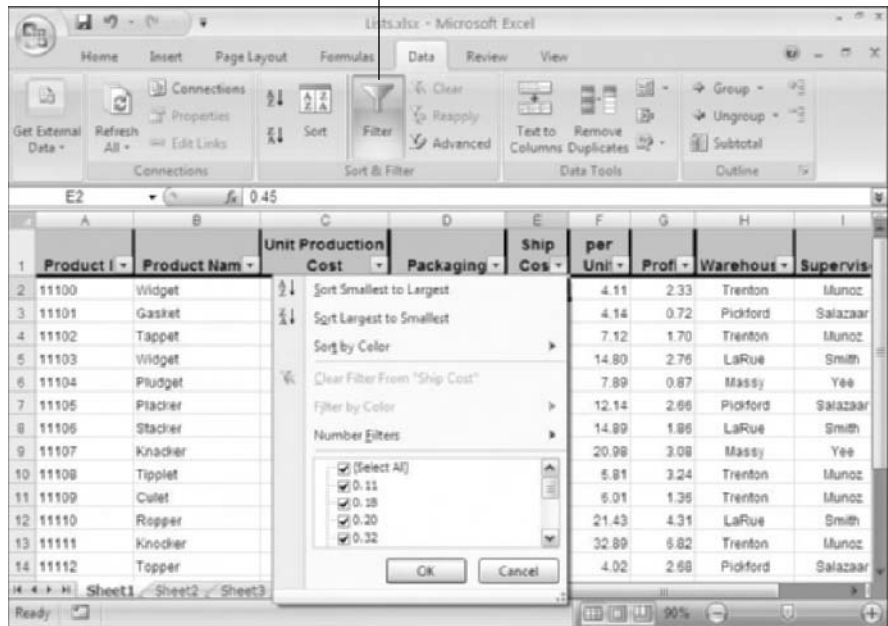 Lists.xlsx - Microsoft Excel
Home Insert Page Layout Formulas Data Review View
Get External Data
Refresh All
Connections
Properties
Edit Links
Connections
Sort
Filter
Clear
Reapply
Advanced
Sort & Filter
Text to Columns
Remove Duplicates
Data Tools
Group
Ungroup
Subtotal
Outline
E2 fx 0.45
A B C D E F G H I
1 Product I Product Nam Unit Production Cost Packaging Ship Cos per Unit Profi Warehous Supervis
2 11100 Widget 4.11 2.33 Trenton Munoz
3 11101 Gasket 4.14 0.72 Pickford Salazaar
4 11102 Tappet 7.12 1.70 Trenton Munoz
5 11103 Widget 14.80 2.76 LaRue Smith
6 11104 Pludget 7.89 0.87 Massy Yee
7 11105 Placker 12.14 2.66 Pickford Salazaar
8 11106 Stacker 14.89 1.86 LaRue Smith
9 11107 Knacker 20.98 3.08 Massy Yee
10 11108 Tipplet 5.81 3.24 Trenton Munoz
11 11109 Culet 6.01 1.36 Trenton Munoz
12 11110 Ropper 21.43 4.31 LaRue Smith
13 11111 Knocker 32.89 6.82 Trenton Munoz
14 11112 Topper 4.02 2.68 Pickford Salazaar
Sort Smallest to Largest
Sort Largest to Smallest
Sort by Color
Clear Filter From "Ship Cost"
Filter by Color
Number Filters
(Select All)
0.11
0.18
0.20
0.32
OK Cancel
Sheet1 Sheet2 Sheet3
Ready 90%